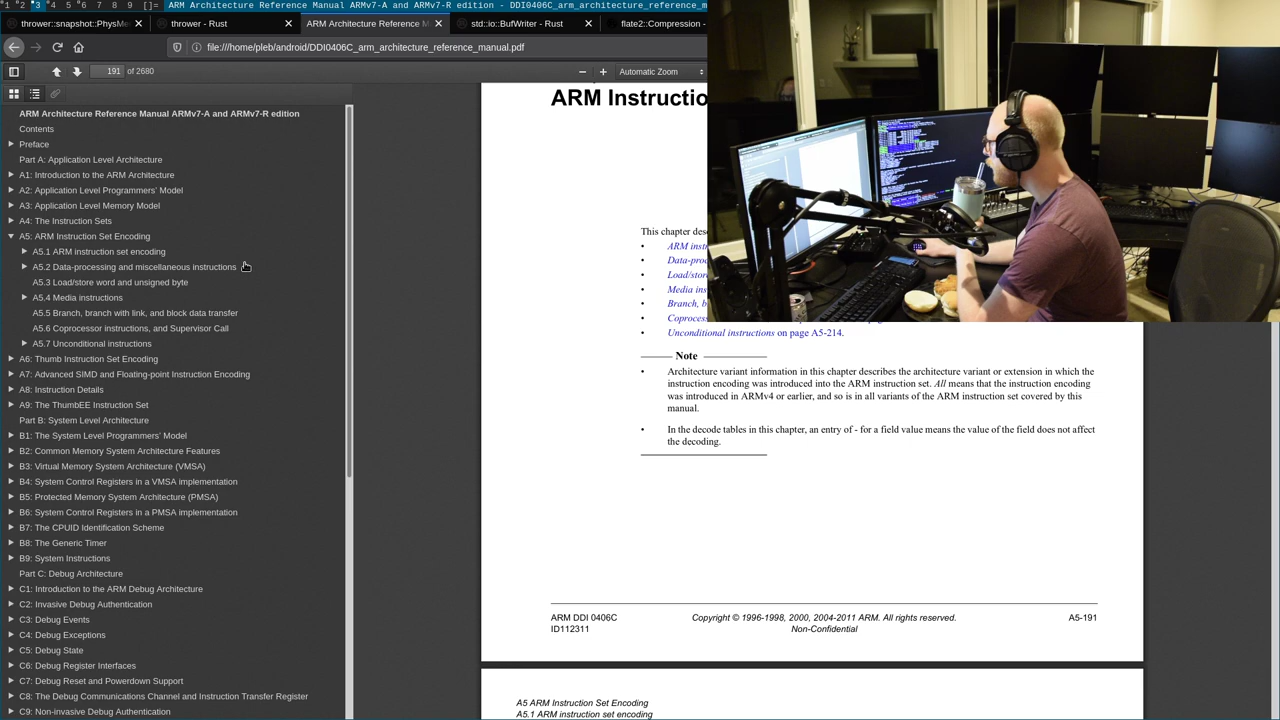 *6 *2 *3 *4 5 *6 7 8 9 []= ARM Architecture Reference Manual ARMv7-A and ARMv7-R edition - DDI0406C_arm_architecture_reference_m
thrower::snapshot::PhysMe
thrower - Rust
ARM Architecture Reference M
std::io::BufWriter - Rust
flate2::Compression -
file:///home/pleb/android/DDI0406C_arm_architecture_reference_manual.pdf
191 of 2680
Automatic Zoom
ARM Architecture Reference Manual ARMv7-A and ARMv7-R edition
Contents
Preface
Part A: Application Level Architecture
A1: Introduction to the ARM Architecture
A2: Application Level Programmers' Model
A3: Application Level Memory Model
A4: The Instruction Sets
A5: ARM Instruction Set Encoding
A5.1 ARM instruction set encoding
A5.2 Data-processing and miscellaneous instructions
A5.3 Load/store word and unsigned byte
A5.4 Media instructions
A5.5 Branch, branch with link, and block data transfer
A5.6 Coprocessor instructions, and Supervisor Call
A5.7 Unconditional instructions
A6: Thumb Instruction Set Encoding
A7: Advanced SIMD and Floating-point Instruction Encoding
A8: Instruction Details
A9: The ThumbEE Instruction Set
Part B: System Level Architecture
B1: The System Level Programmers' Model
B2: Common Memory System Architecture Features
B3: Virtual Memory System Architecture (VMSA)
B4: System Control Registers in a VMSA implementation
B5: Protected Memory System Architecture (PMSA)
B6: System Control Registers in a PMSA implementation
B7: The CPUID Identification Scheme
B8: The Generic Timer
B9: System Instructions
Part C: Debug Architecture
C1: Introduction to the ARM Debug Architecture
C2: Invasive Debug Authentication
C3: Debug Events
C4: Debug Exceptions
C5: Debug State
C6: Debug Register Interfaces
C7: Debug Reset and Powerdown Support
C8: The Debug Communications Channel and Instruction Transfer Register
C9: Non-invasive Debug Authentication
ARM Instructio
This chapter des
• ARM inst
• Data-proc
• Load/store
• Media ins
• Branch, b
• Coproces
• Unconditional instructions on page A5-214.
Note
• Architecture variant information in this chapter describes the architecture variant or extension in which the
instruction encoding was introduced into the ARM instruction set. All means that the instruction encoding
was introduced in ARMv4 or earlier, and so is in all variants of the ARM instruction set covered by this
manual.
• In the decode tables in this chapter, an entry of - for a field value means the value of the field does not affect
the decoding.
ARM DDI 0406C
ID112311
Copyright © 1996-1998, 2000, 2004-2011 ARM. All rights reserved.
Non-Confidential
A5-191
A5 ARM Instruction Set Encoding
A5.1 ARM instruction set encoding